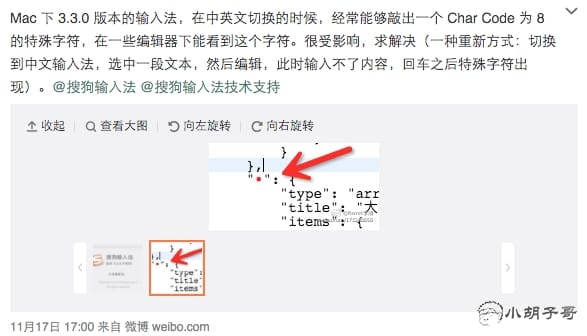 Mac 下 3.3.0 版本的输入法，在中英文切换的时候，经常能够敲出一个 Char Code 为 8
的特殊字符，在一些编辑器下能看到这个字符。很受影响，求解决（一种重新方式：切换
到中文输入法，选中一段文本，然后编辑，此时输入不了内容，回车之后特殊字符出
现）。@搜狗输入法 @搜狗输入法技术支持
收起 查看大图 向左旋转 向右旋转
}
},
"·": {
"type": "arr
"title": "大
"items": {
搜狗输入法
},
"·": {
"type":
"title":
"items":
11月17日 17:00 来自 微博 weibo.com
小胡子哥